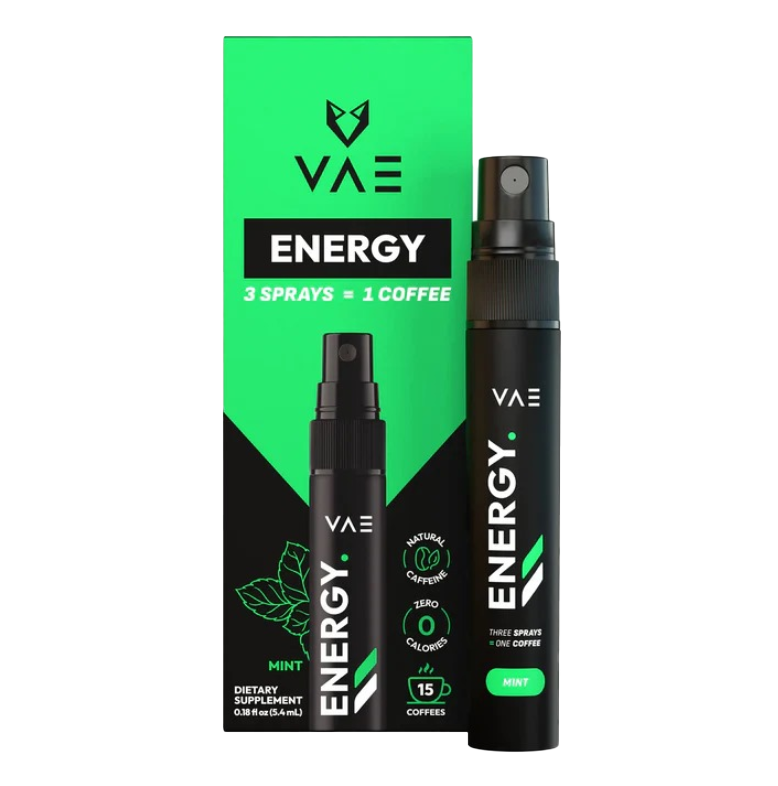 VAE
ENERGY
3 SPRAYS = 1 COFFEE
VAE
ENERGY.
NATURAL
CAFFEINE
ZERO
0
CALORIES
15
COFFEES
MINT
DIETARY
SUPPLEMENT
0.18 fl oz (5.4 mL)
VAE
ENERGY.
THREE SPRAYS
= ONE COFFEE
MINT